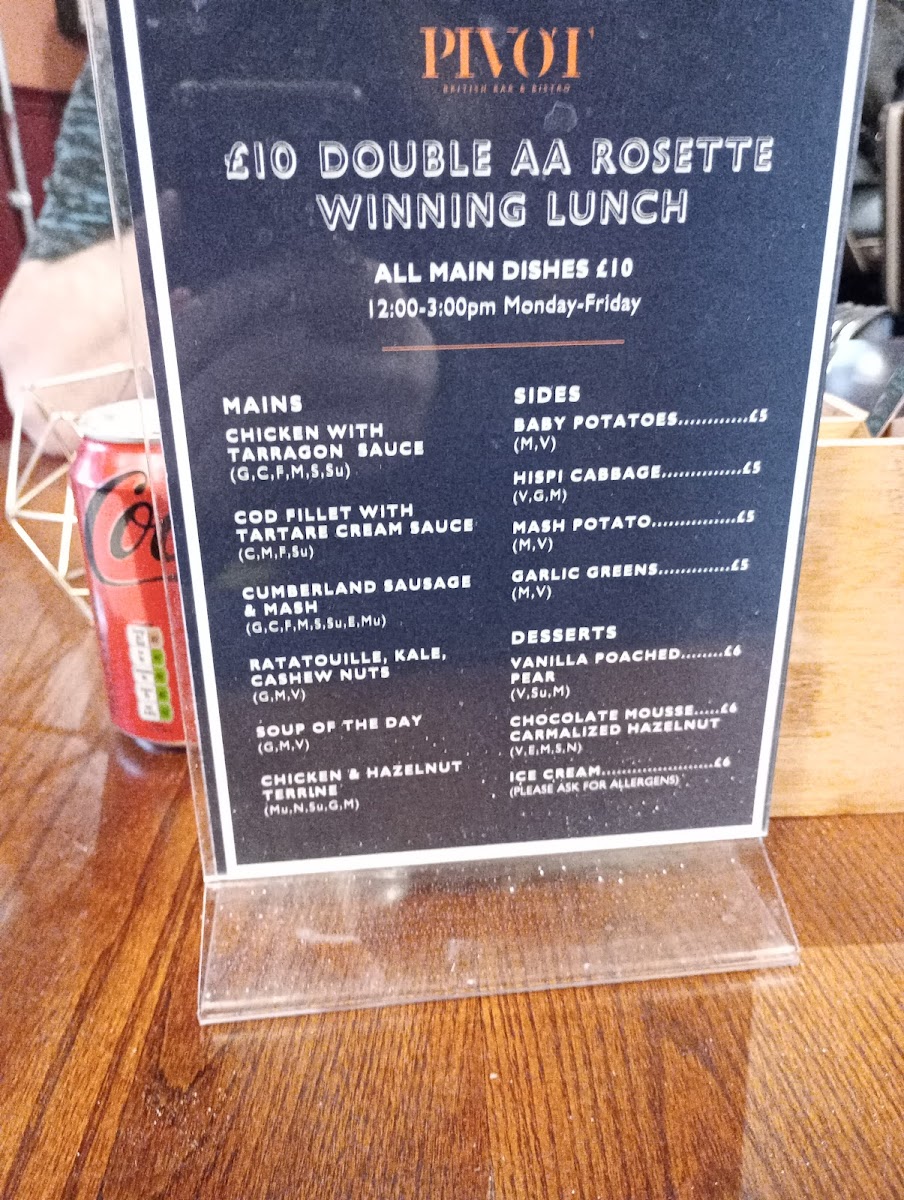 PIVOT
BRITISH BAR & BISTRO
£10 DOUBLE AA ROSETTE
WINNING LUNCH
ALL MAIN DISHES £10
12:00-3:00pm Monday-Friday
MAINS
CHICKEN WITH
TARRAGON SAUCE
(G,C,F,M,S,Su)
COD FILLET WITH
TARTARE CREAM SAUCE
(C,M,F,Su)
CUMBERLAND SAUSAGE
& MASH
(G,C,F,M,S,Su,E,Mu)
RATATOUILLE, KALE,
CASHEW NUTS
(G,M,V)
SOUP OF THE DAY
(G,M,V)
CHICKEN & HAZELNUT
TERRINE
(Mu,N,Su,G,M)
SIDES
BABY POTATOES............£5
(M,V)
HISPI CABBAGE..............£5
(V,G,M)
MASH POTATO...............£5
(M,V)
GARLIC GREENS.............£5
(M,V)
DESSERTS
VANILLA POACHED........£6
PEAR
(V,Su,M)
CHOCOLATE MOUSSE.....£6
CARMALIZED HAZELNUT
(V,E,M,S,N)
ICE CREAM......................£6
(PLEASE ASK FOR ALLERGENS)